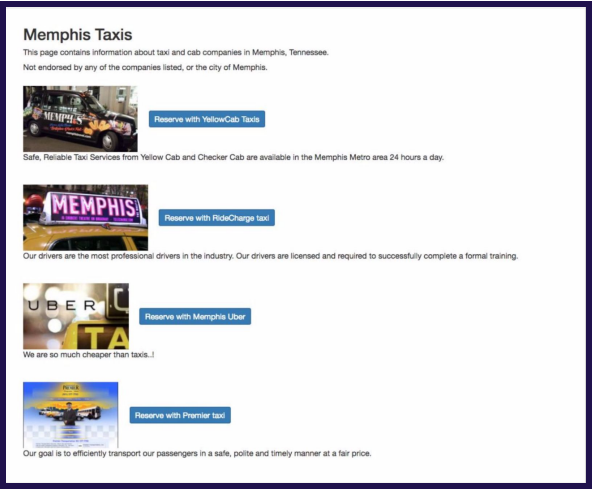 Memphis Taxis
This page contains information about taxi and cab companies in Memphis, Tennessee.
Not endorsed by any of the companies listed, or the city of Memphis.
MEMPHIS
Reserve with YellowCab Taxis
Safe, Reliable Taxi Services from Yellow Cab and Checker Cab are available in the Memphis Metro area 24 hours a day.
MEMPHIS
Reserve with RideCharge taxi
Our drivers are the most professional drivers in the industry. Our drivers are licensed and required to successfully complete a formal training.
UBER
TA
Reserve with Memphis Uber
We are so much cheaper than taxis..!
PREMIER
Reserve with Premier taxi
Our goal is to efficiently transport our passengers in a safe, polite and timely manner at a fair price.